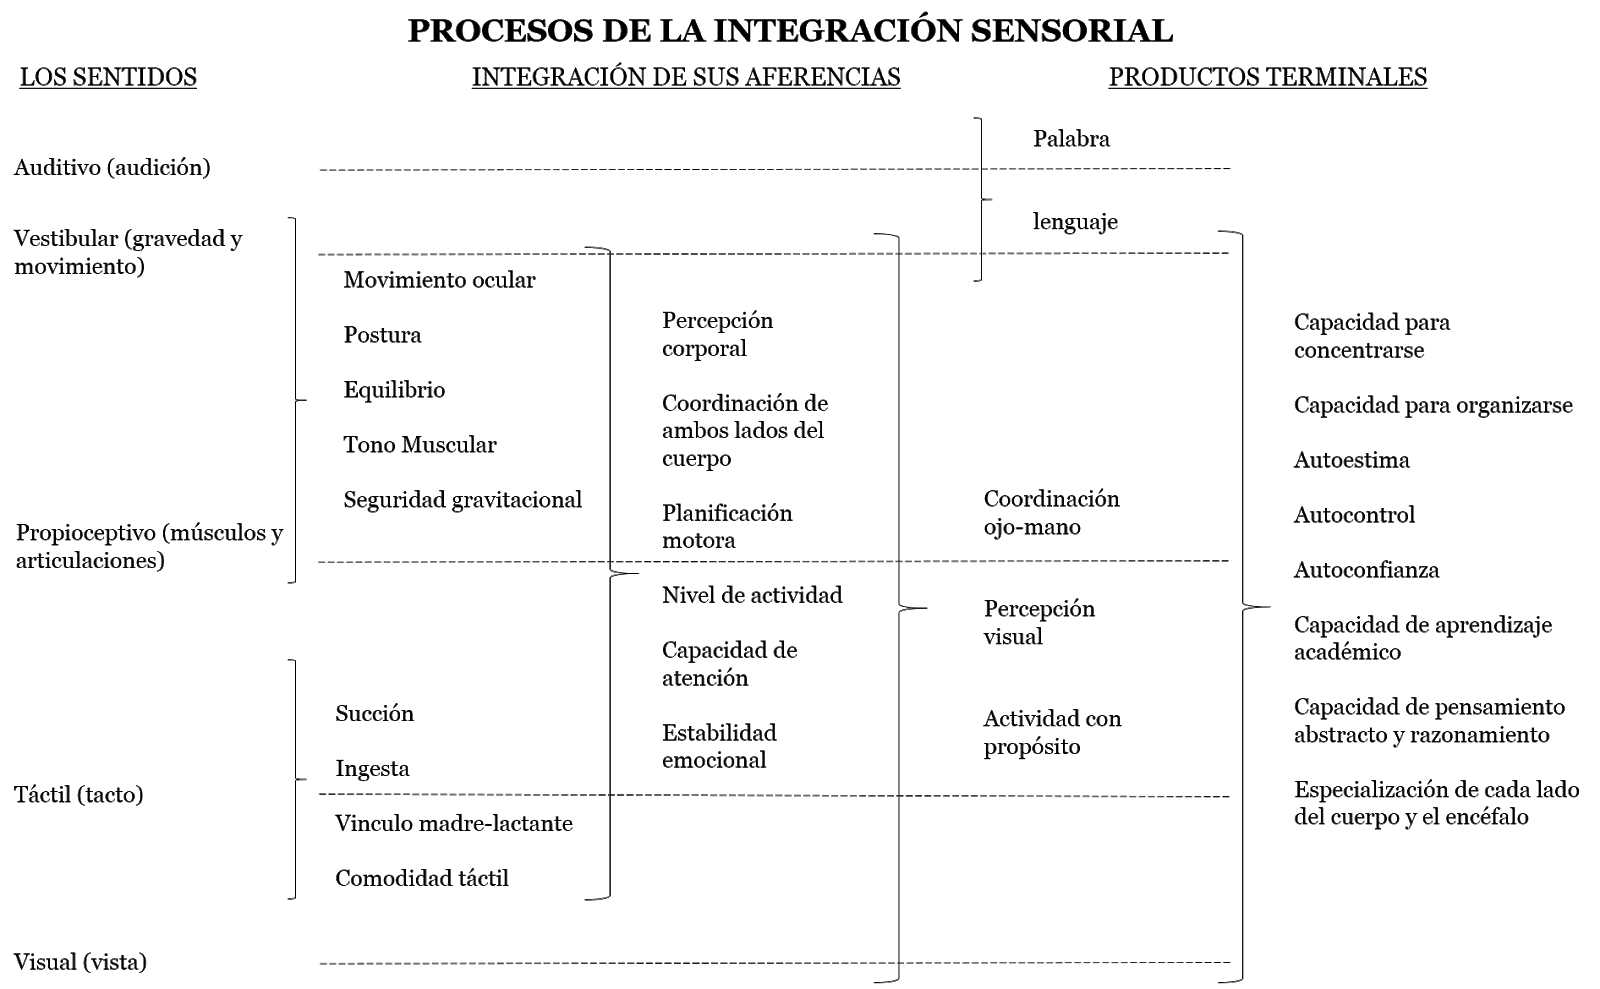 PROCESOS DE LA INTEGRACIÓN SENSORIAL
LOS SENTIDOS
INTEGRACIÓN DE SUS AFERENCIAS
PRODUCTOS TERMINALES
Auditivo (audición)
Vestibular (gravedad y
movimiento)
Propioceptivo (músculos y
articulaciones)
Táctil (tacto)
Visual (vista)
Movimiento ocular
Postura
Equilibrio
Tono Muscular
Seguridad gravitacional
Succión
Ingesta
Vinculo madre-lactante
Comodidad táctil
Percepción
corporal
Coordinación de
ambos lados del
cuerpo
Planificación
motora
Nivel de actividad
Capacidad de
atención
Estabilidad
emocional
Palabra
lenguaje
Coordinación
ojo-mano
Percepción
visual
Actividad con
propósito
Capacidad para
concentrarse
Capacidad para organizarse
Autoestima
Autocontrol
Autoconfianza
Capacidad de aprendizaje
académico
Capacidad de pensamiento
abstracto y razonamiento
Especialización de cada lado
del cuerpo y el encéfalo